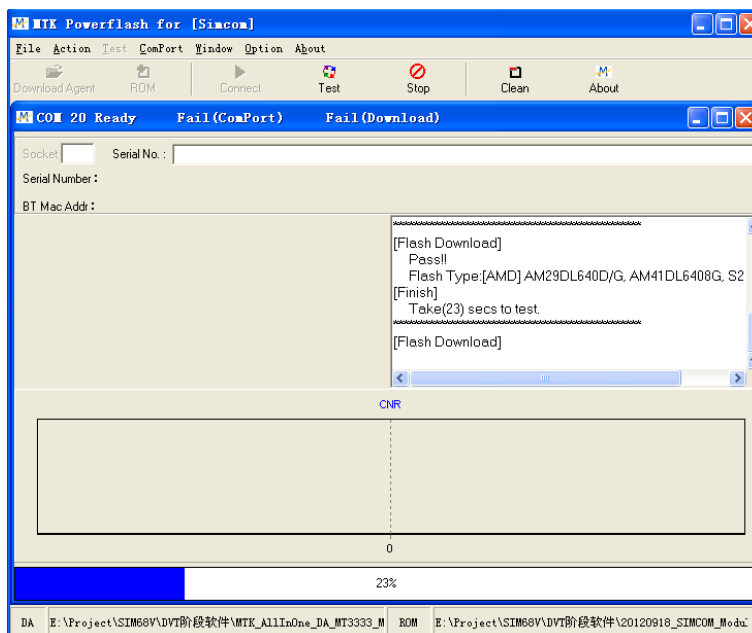 MTK Powerflash for [Simcom]
File Action Test ComPort Window Option About
Download Agent ROM Connect Test Stop Clean About
COM 20 Ready Fail(ComPort) Fail(Download)
Socket Serial No. :
Serial Number :
BT Mac Addr :
**************************************************
[Flash Download]
Pass!!
Flash Type:[AMD] AM29DL640D/G, AM41DL6408G, S2
[Finish]
Take(23) secs to test.
**************************************************
[Flash Download]
CNR
0
23%
DA E:\Project\SIM68V\DVT阶段软件\MTK_AllInOne_DA_MT3333_M ROM E:\Project\SIM68V\DVT阶段软件\20120918_SIMCOM_Modu